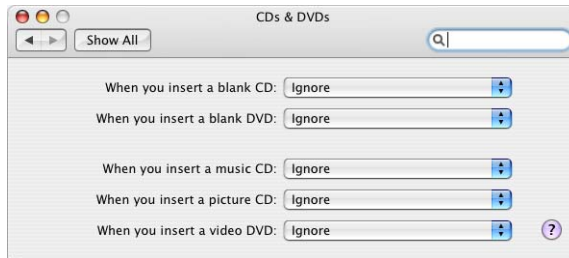 CDs & DVDs
Show All
When you insert a blank CD: Ignore
When you insert a blank DVD: Ignore
When you insert a music CD: Ignore
When you insert a picture CD: Ignore
When you insert a video DVD: Ignore
?